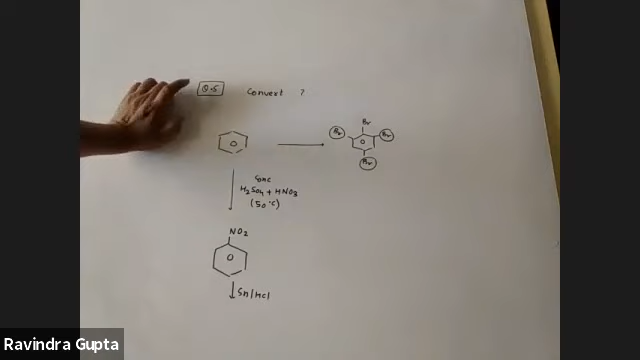 Q.5 Convert ?
Br
Br Br
Br
Conc
H2SO4 + HNO3
(50°C)
NO2
Sn/HCl
Ravindra Gupta